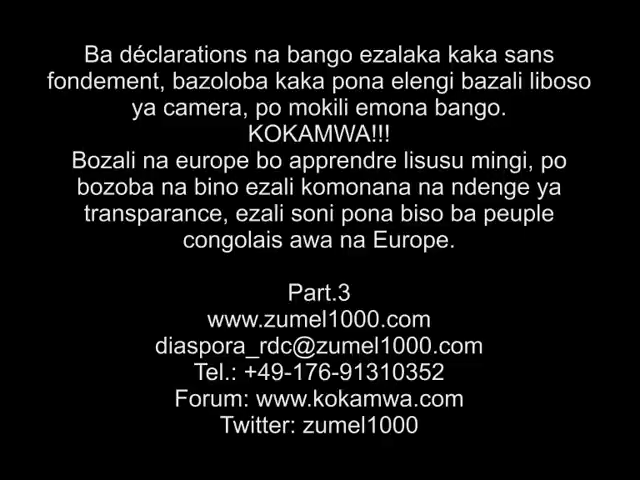 Ba déclarations na bango ezalaka kaka sans
fondement, bazoloba kaka pona elengi bazali liboso
ya camera, po mokili emona bango.
KOKAMWA!!!
Bozali na europe bo apprendre lisusu mingi, po
bozoba na bino ezali komonana na ndenge ya
transparance, ezali soni pona biso ba peuple
congolais awa na Europe.
Part.3
www.zumel1000.com
diaspora_rdc@zumel1000.com
Tel.: +49-176-91310352
Forum: www.kokamwa.com
Twitter: zumel1000